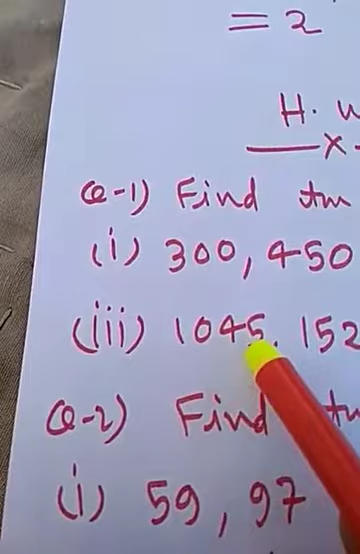 = 2
H. W
— x -
Q-1) Find
(i) 300, 450
(iii) 1045, 152
Q-2) Find
(i) 59, 97